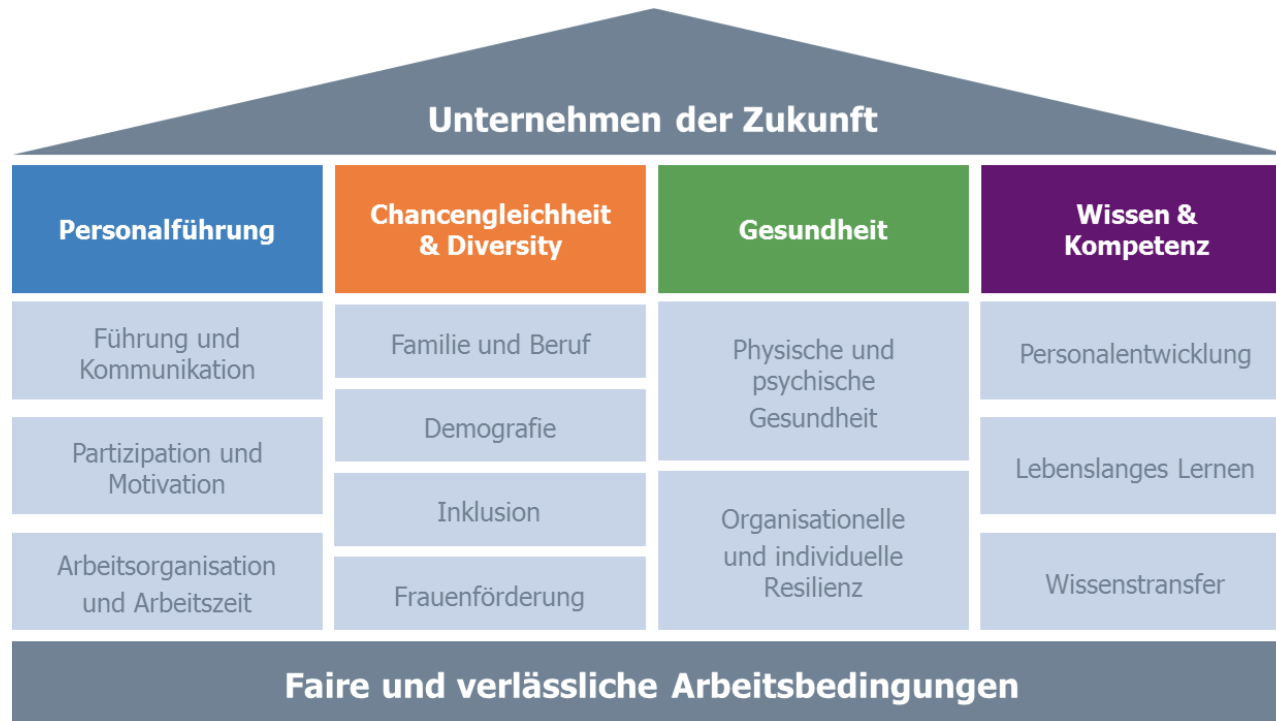 Unternehmen der Zukunft
Personalführung
Chancengleichheit
& Diversity
Gesundheit
Wissen &
Kompetenz
Führung und
Kommunikation
Partizipation und
Motivation
Arbeitsorganisation
und Arbeitszeit
Familie und Beruf
Demografie
Inklusion
Frauenförderung
Physische und
psychische
Gesundheit
Organisationelle
und individuelle
Resilienz
Personalentwicklung
Lebenslanges Lernen
Wissenstransfer
Faire und verlässliche Arbeitsbedingungen